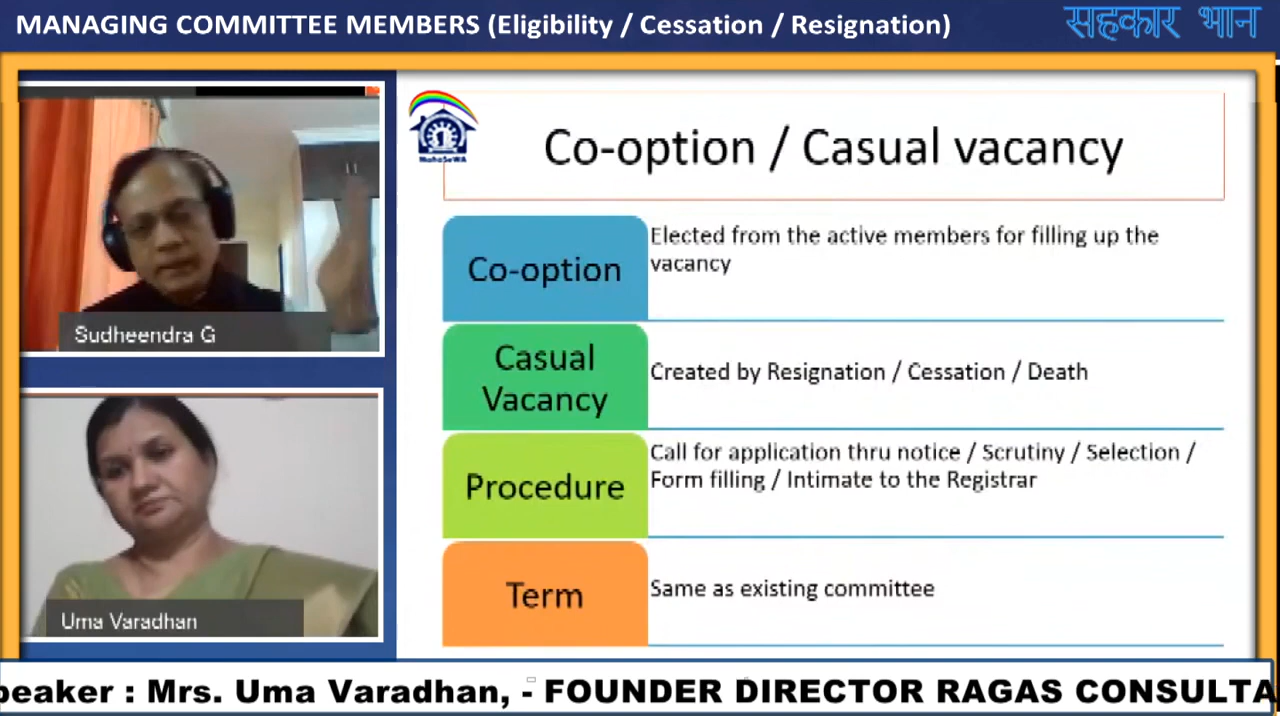 MANAGING COMMITTEE MEMBERS (Eligibility / Cessation / Resignation)
सहकार भान
MahaSeWA
Co-option / Casual vacancy
Sudheendra G
Uma Varadhan
Co-option
Elected from the active members for filling up the
vacancy
Casual
Vacancy
Created by Resignation / Cessation / Death
Procedure
Call for application thru notice / Scrutiny / Selection /
Form filling / Intimate to the Registrar
Term
Same as existing committee
peaker : Mrs. Uma Varadhan, - FOUNDER DIRECTOR RAGAS CONSULTA